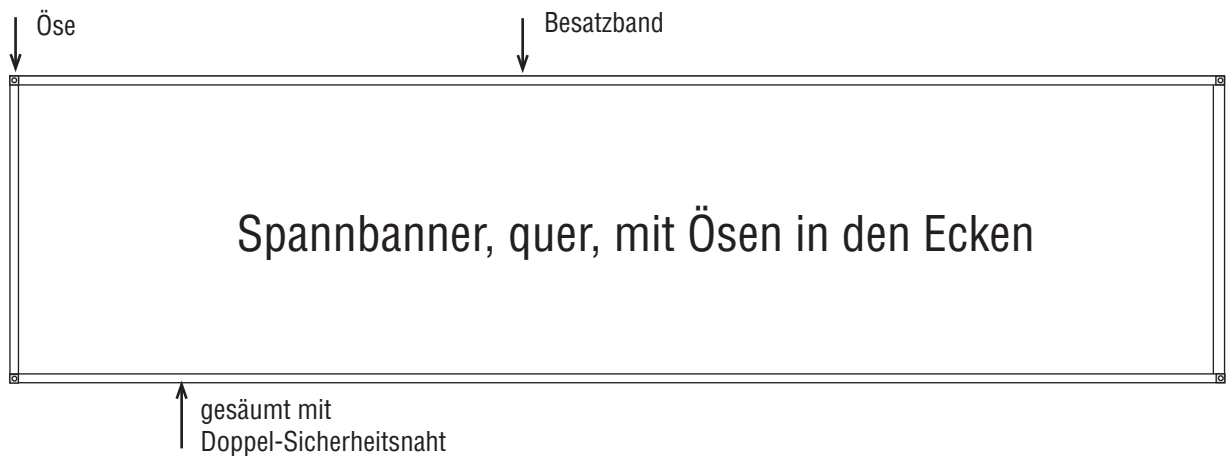 Öse
Besatzband
Spannbanner, quer, mit Ösen in den Ecken
gesäumt mit
Doppel-Sicherheitsnaht